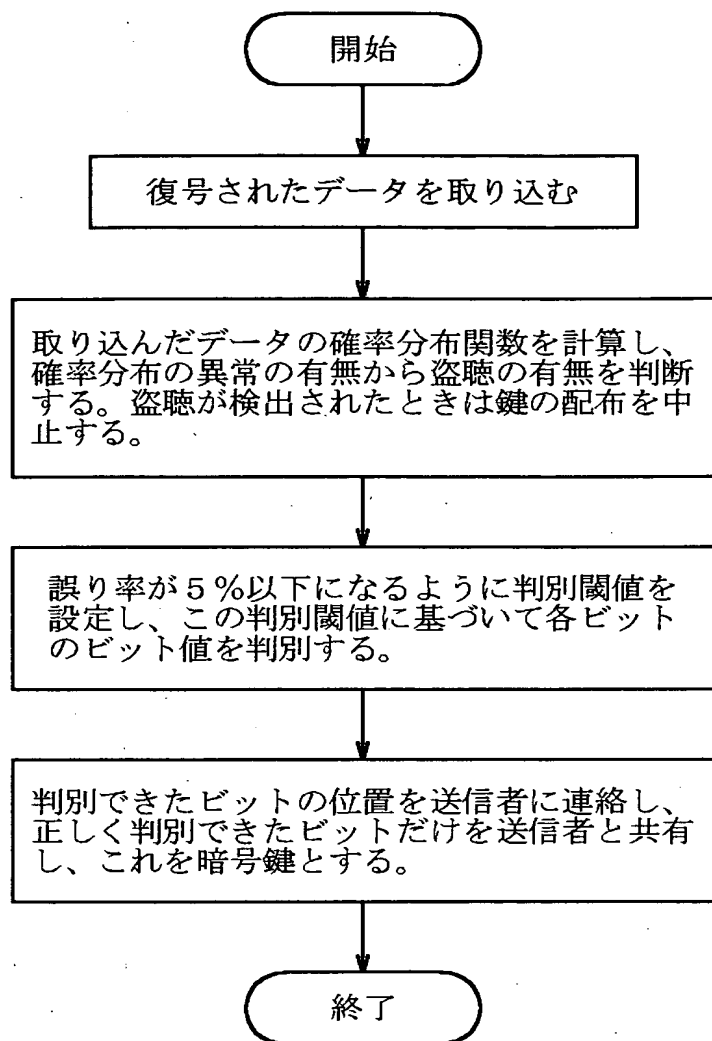 開始
復号されたデータを取り込む
取り込んだデータの確率分布関数を計算し、
確率分布の異常の有無から盗聴の有無を判断
する。盗聴が検出されたときは鍵の配布を中
止する。
誤り率が5%以下になるように判別閾値を
設定し、この判別閾値に基づいて各ビット
のビット値を判別する。
判別できたビットの位置を送信者に連絡し、
正しく判別できたビットだけを送信者と共有
し、これを暗号鍵とする。
終了